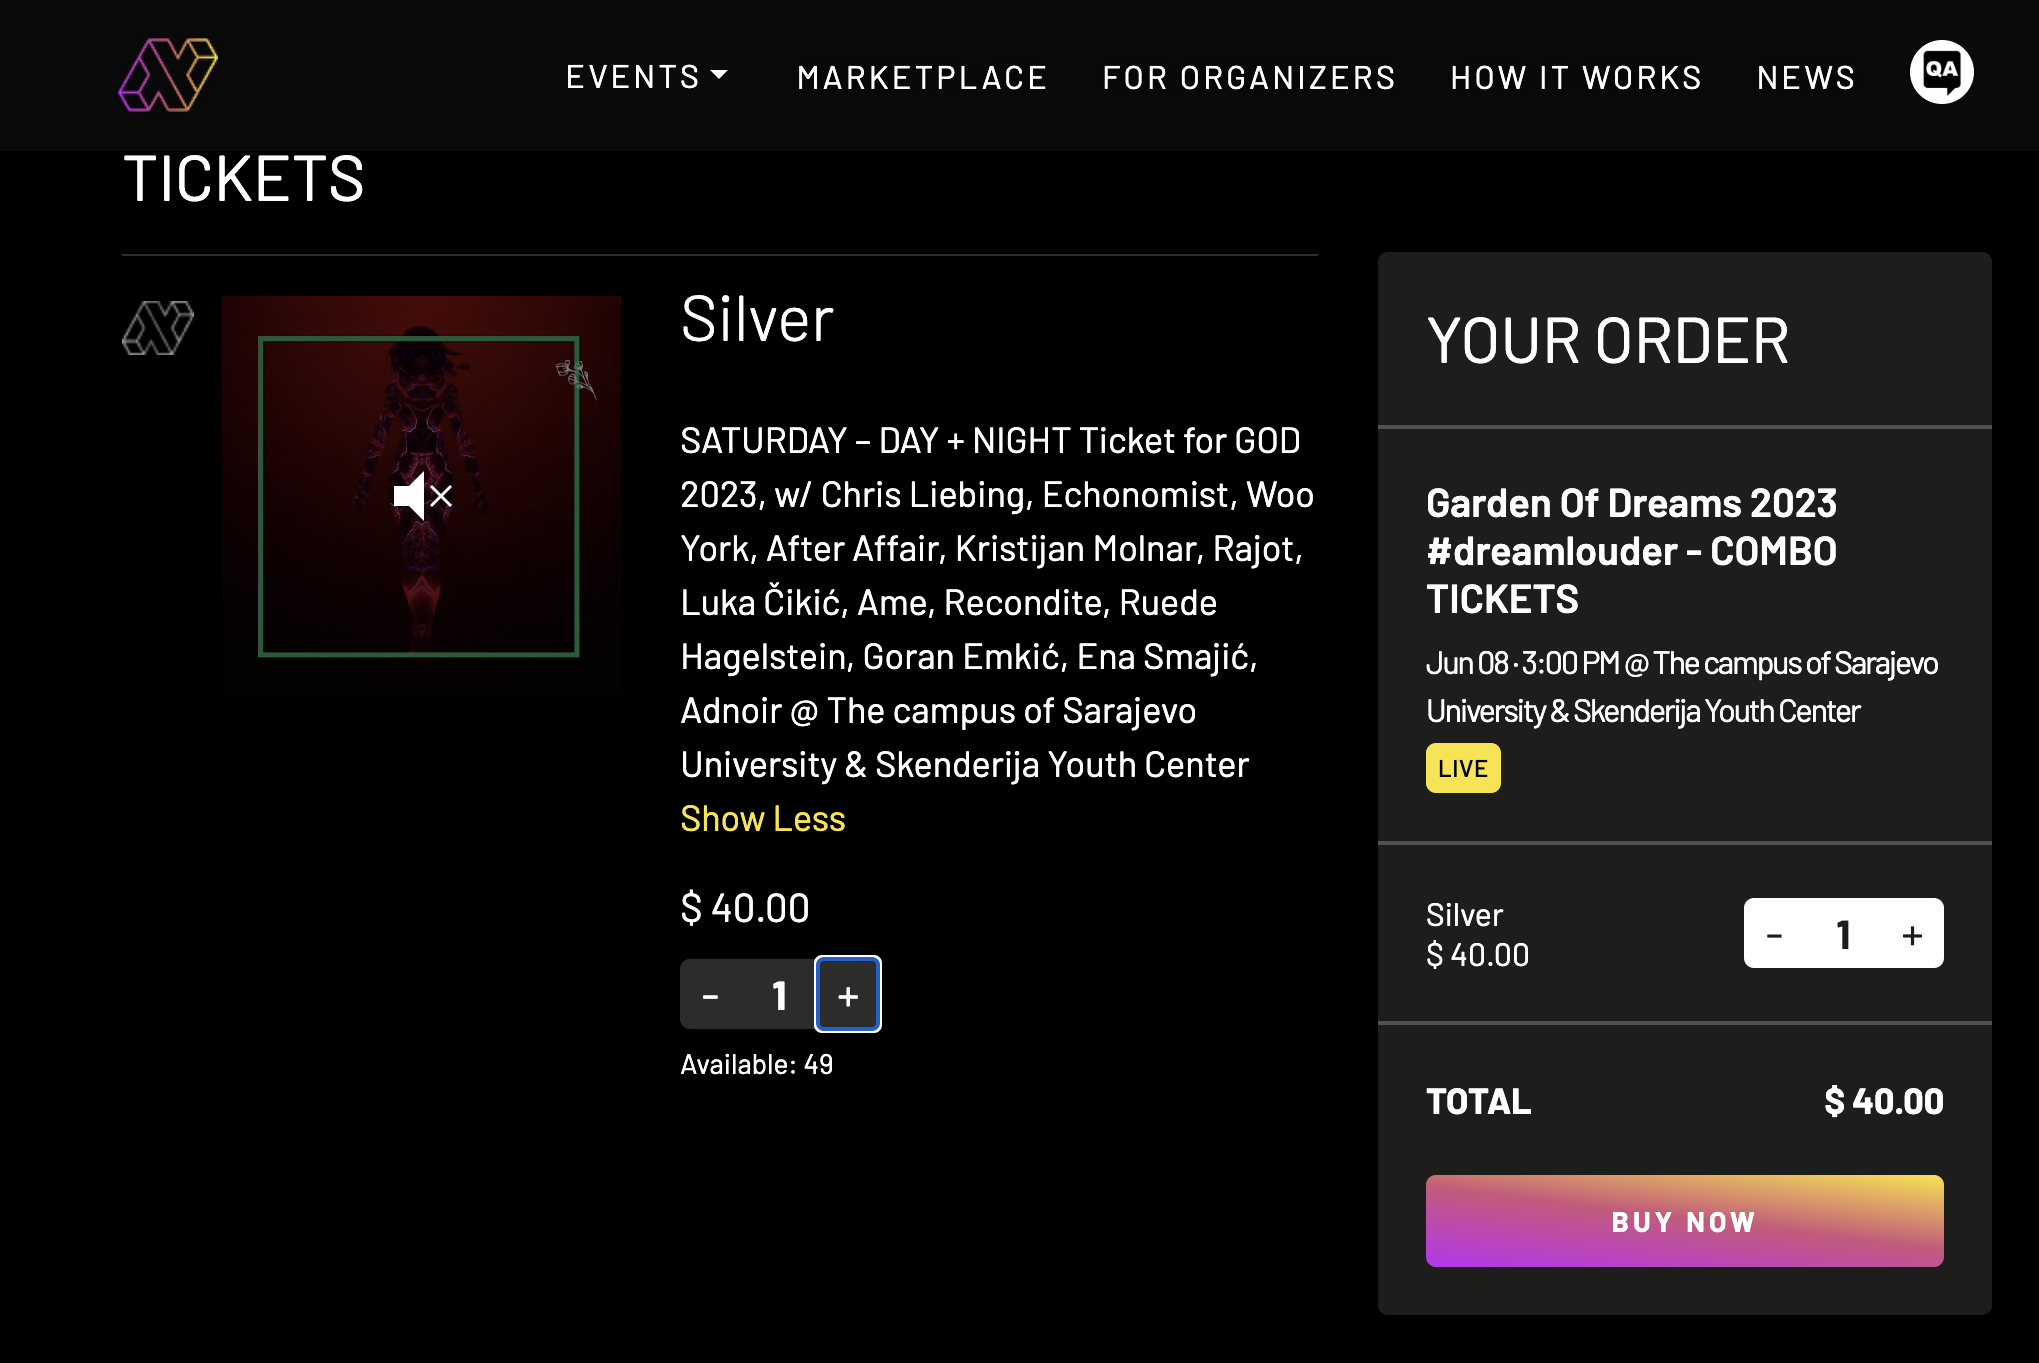 EVENTS
MARKETPLACE
FOR ORGANIZERS
HOW IT WORKS
NEWS
QA
TICKETS
Silver
SATURDAY – DAY + NIGHT Ticket for GOD
2023, w/ Chris Liebing, Echonomist, Woo
York, After Affair, Kristijan Molnar, Rajot,
Luka Čikić, Ame, Recondite, Ruede
Hagelstein, Goran Emkić, Ena Smajić,
Adnoir @ The campus of Sarajevo
University & Skenderija Youth Center
Show Less
$ 40.00
- 1 +
Available: 49
YOUR ORDER
Garden Of Dreams 2023
#dreamlouder - COMBO
TICKETS
Jun 08 · 3:00 PM @ The campus of Sarajevo
University & Skenderija Youth Center
LIVE
Silver
$ 40.00
- 1 +
TOTAL $ 40.00
BUY NOW